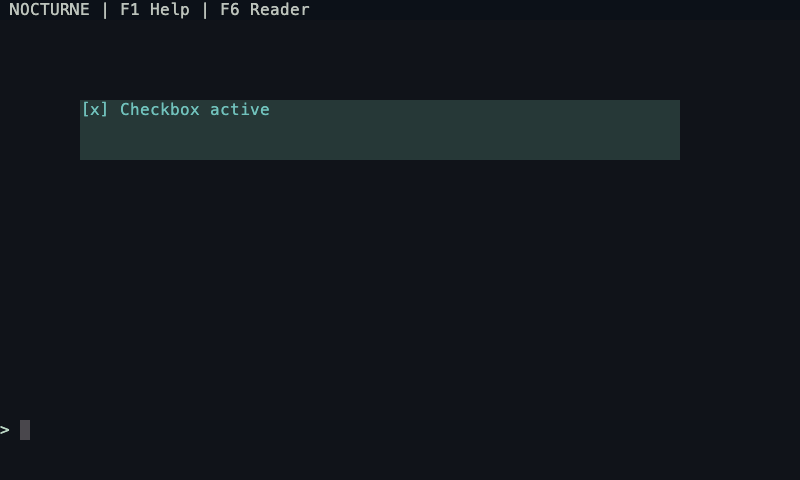 NOCTURNE | F1 Help | F6 Reader
[x] Checkbox active
>